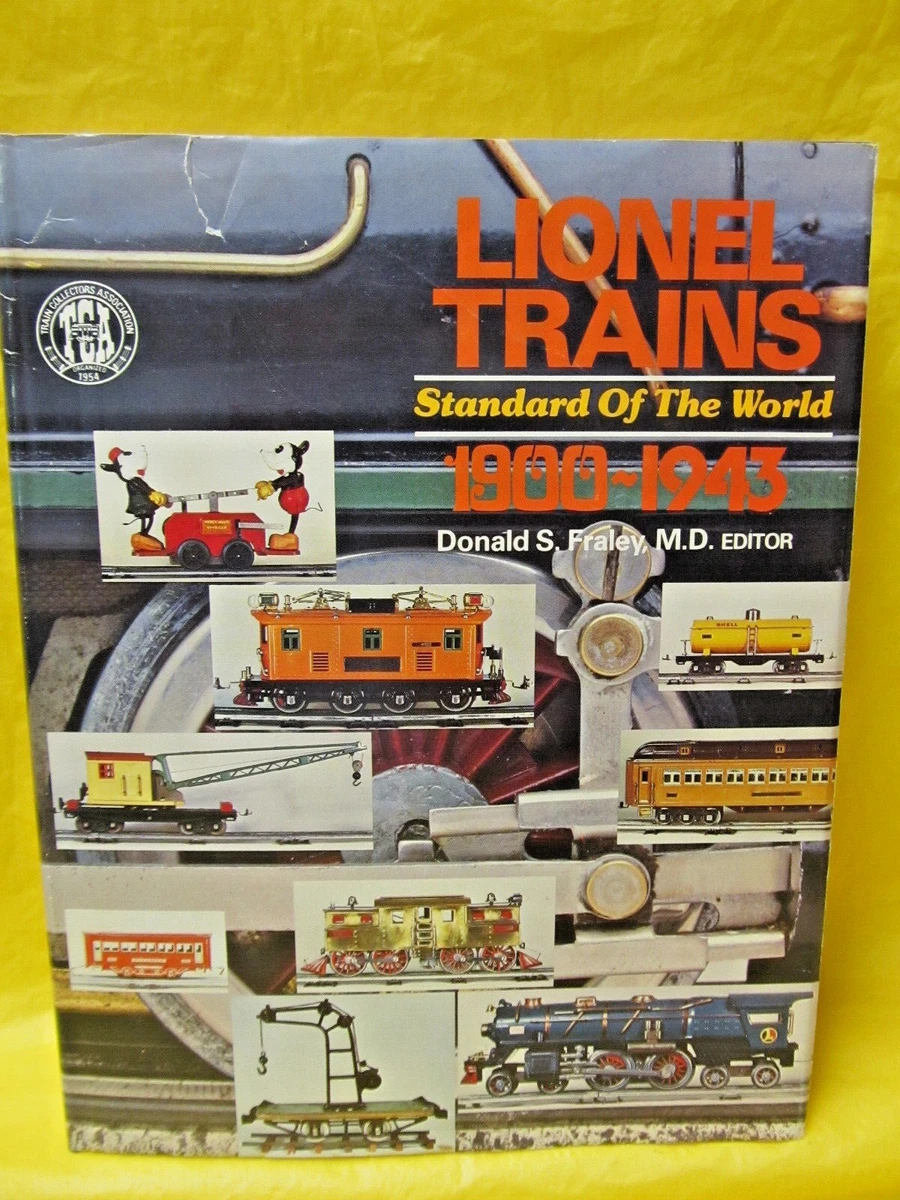 LIONEL
TRAINS
Standard Of The World
1900~1943
Donald S. Fraley, M.D. EDITOR
TRAIN COLLECTORS ASSOCIATION
TCA
ORGANIZED
1954
SHELL